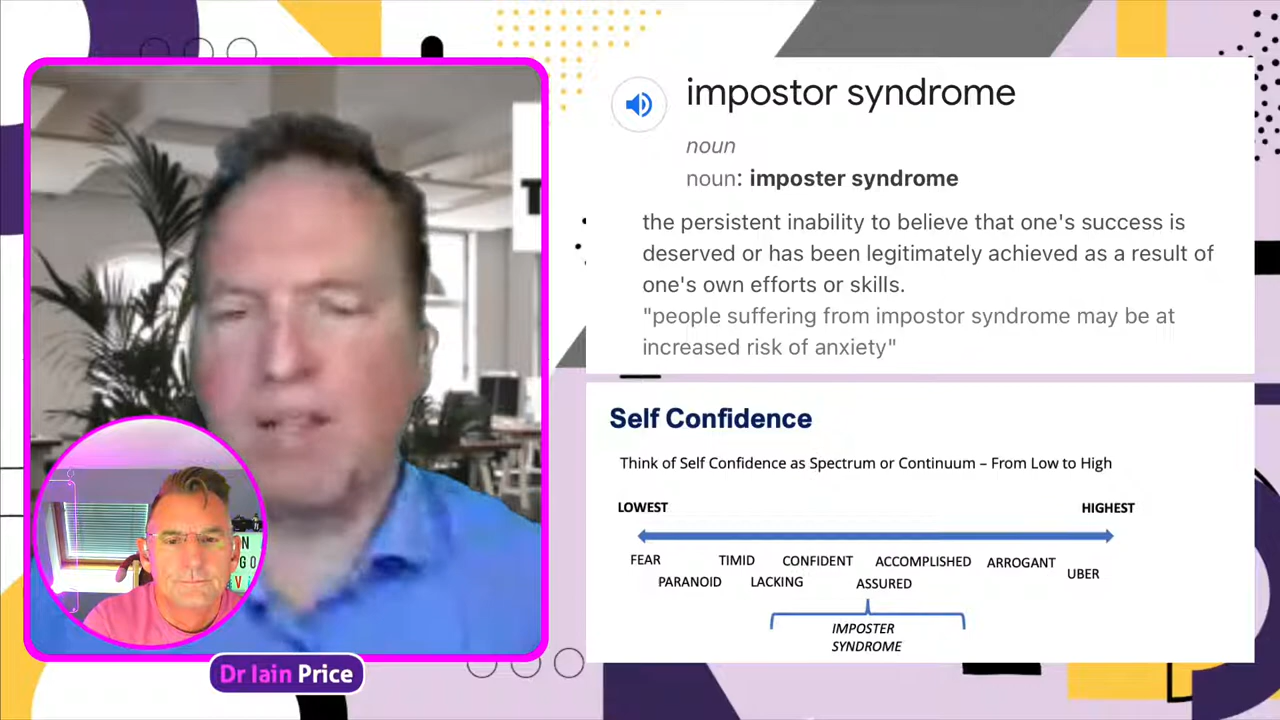 impostor syndrome
noun
noun: imposter syndrome
the persistent inability to believe that one's success is
deserved or has been legitimately achieved as a result of
one's own efforts or skills.
"people suffering from impostor syndrome may be at
increased risk of anxiety"
Self Confidence
Think of Self Confidence as Spectrum or Continuum – From Low to High
LOWEST HIGHEST
FEAR TIMID CONFIDENT ACCOMPLISHED ARROGANT
PARANOID LACKING ASSURED UBER
IMPOSTER
SYNDROME
Dr Iain Price